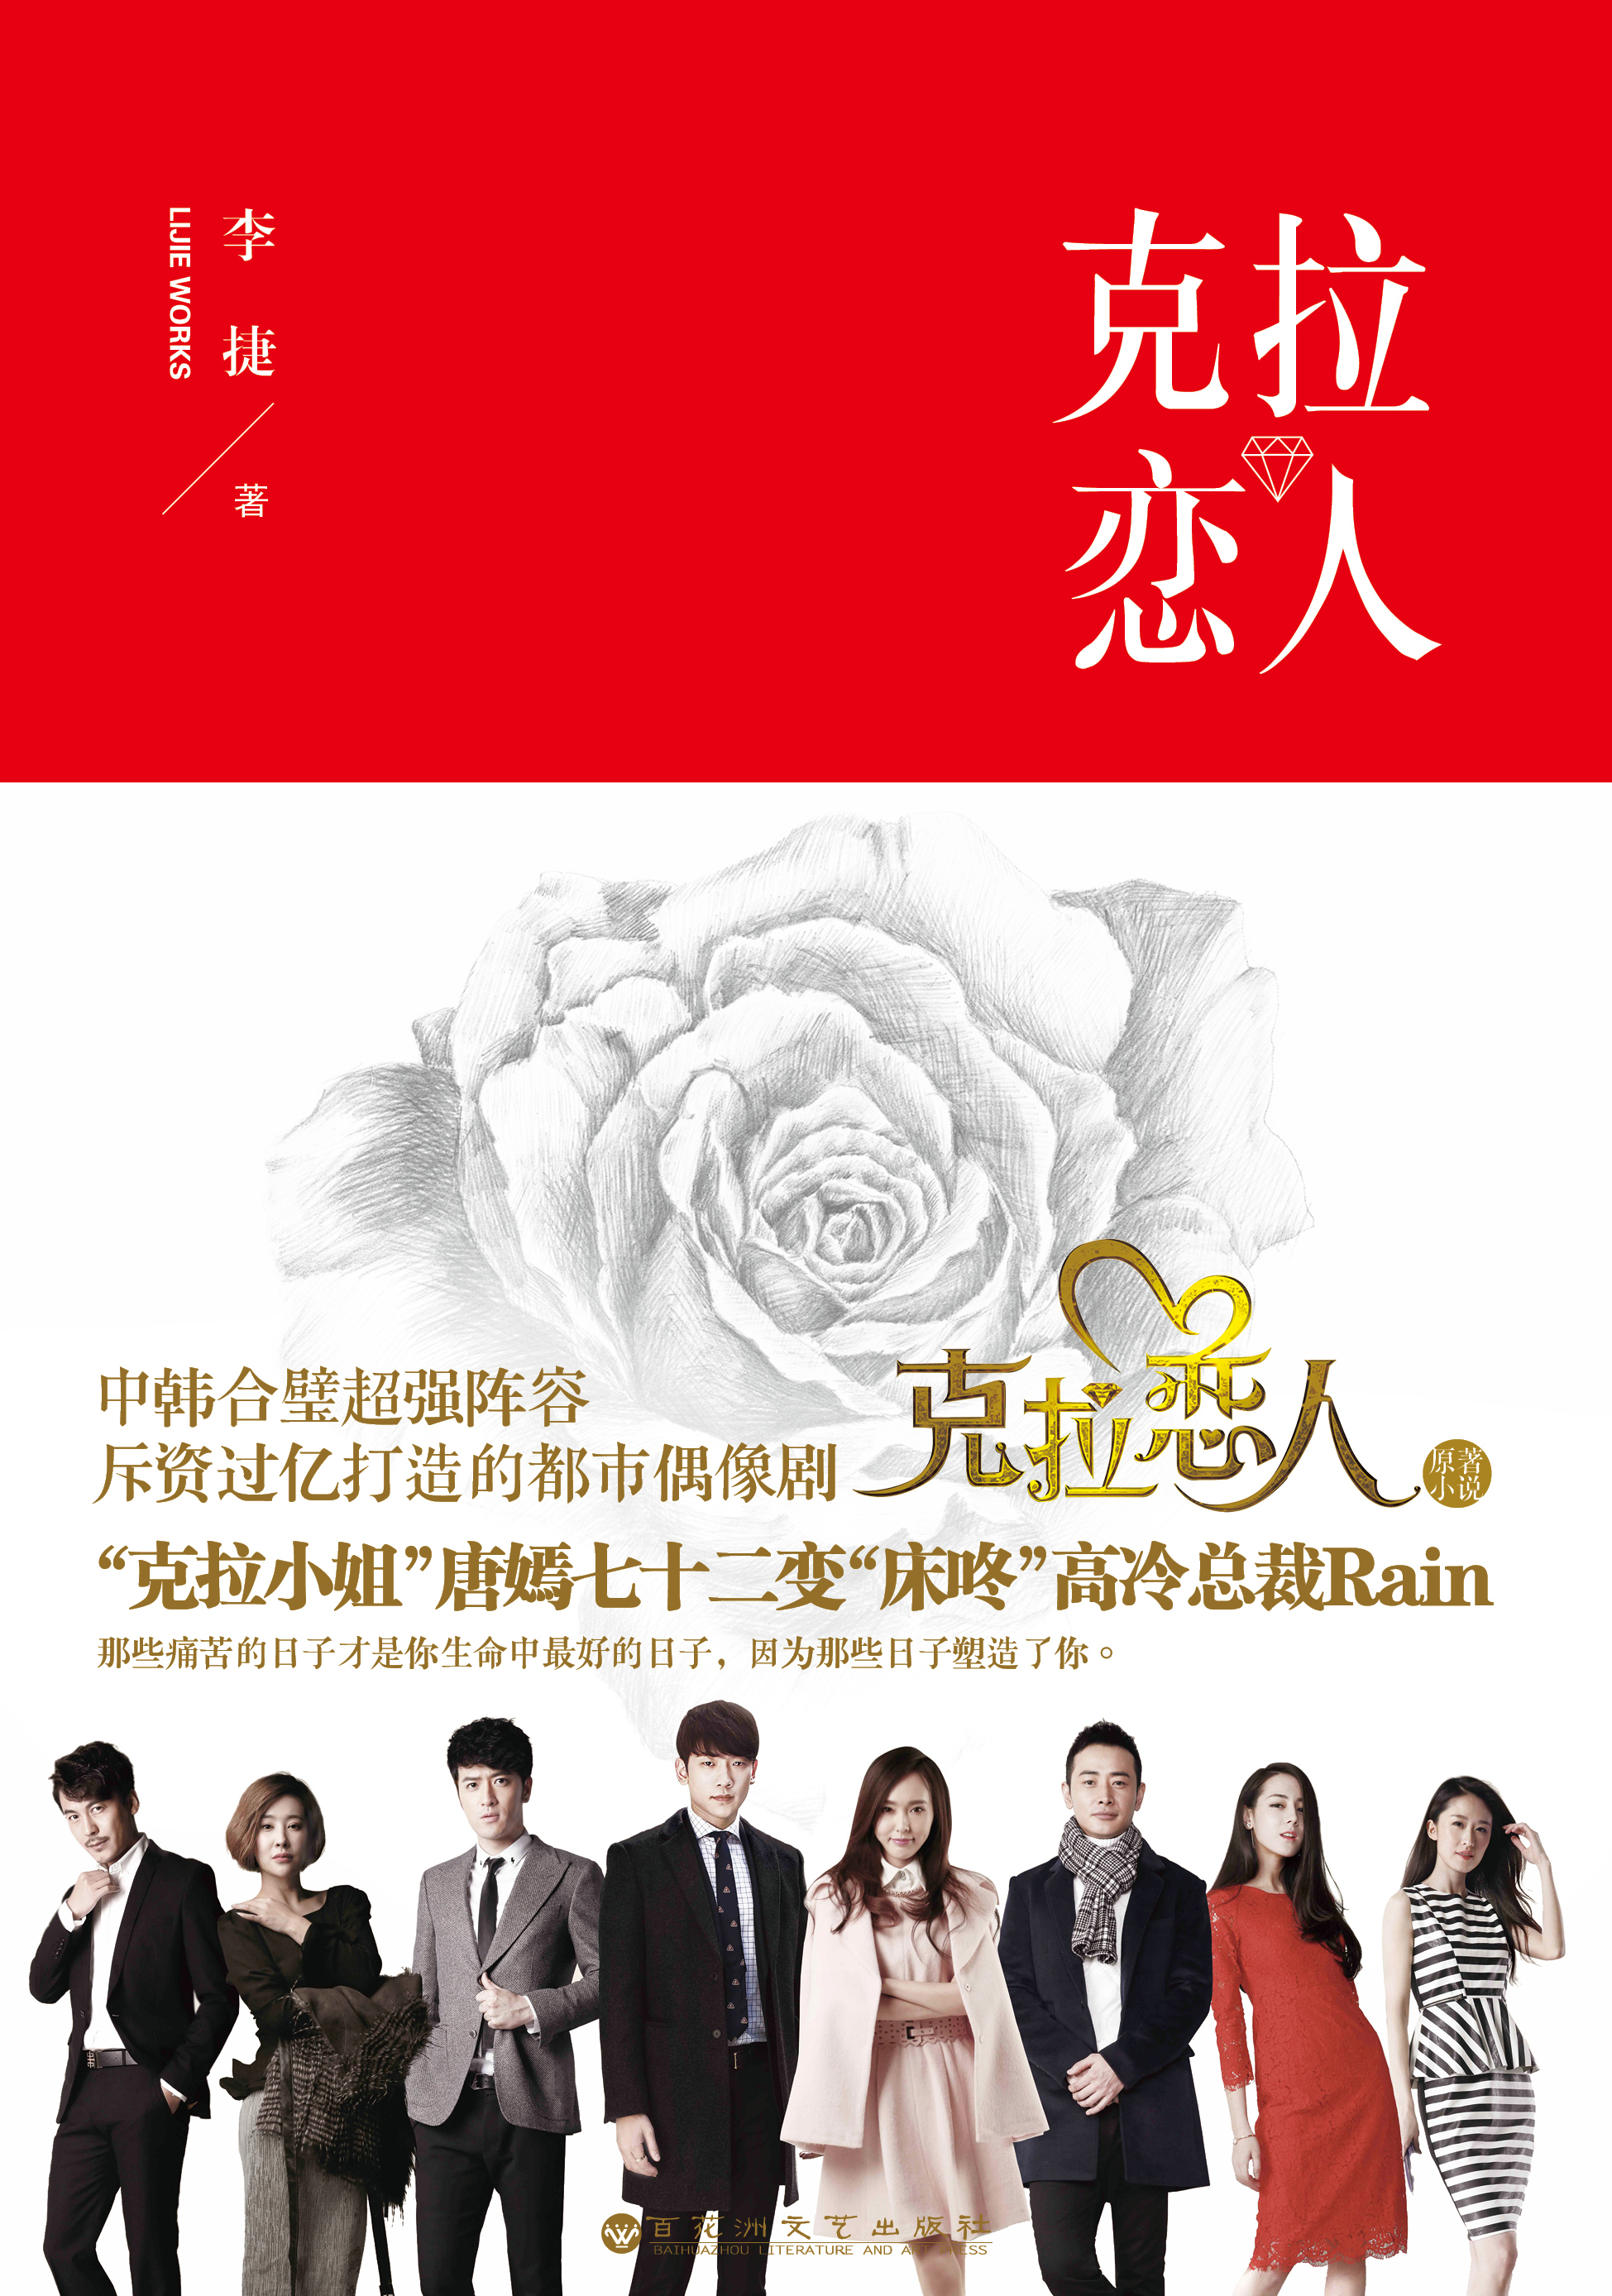 克拉
恋人
李捷
著
LIJIE WORKS
中韩合璧超强阵容
斥资过亿打造的都市偶像剧
克拉恋人
原著
小说
“克拉小姐”唐嫣七十二变“床咚”高冷总裁Rain
那些痛苦的日子才是你生命中最好的日子，因为那些日子塑造了你。
百花洲文艺出版社
BAIHUAZHOU LITERATURE AND ART PRESS